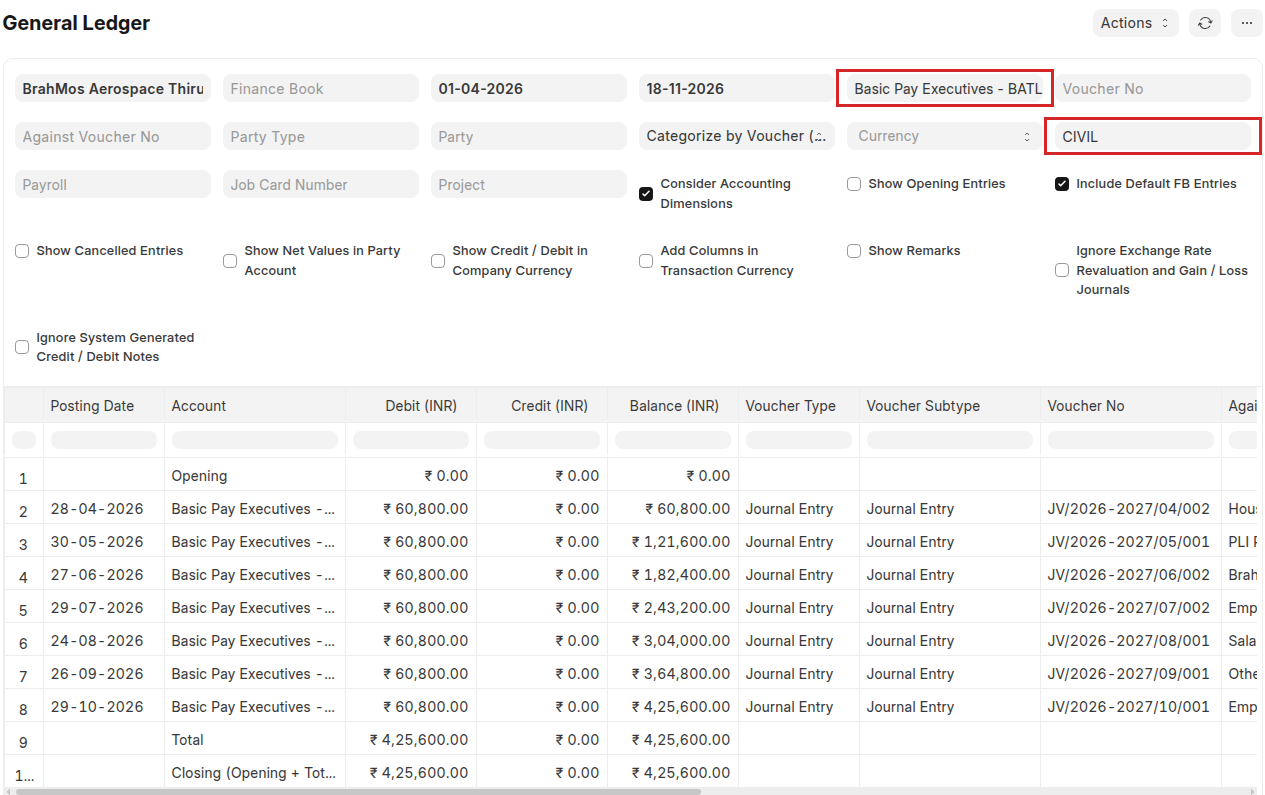 General Ledger
Actions
BrahMos Aerospace Thiru Finance Book 01-04-2026 18-11-2026 Basic Pay Executives - BATL Voucher No
Against Voucher No Party Type Party Categorize by Voucher (... Currency CIVIL
Payroll Job Card Number Project Consider Accounting Dimensions Show Opening Entries Include Default FB Entries
Show Cancelled Entries Show Net Values in Party Account Show Credit / Debit in Company Currency Add Columns in Transaction Currency Show Remarks Ignore Exchange Rate Revaluation and Gain / Loss Journals
Ignore System Generated Credit / Debit Notes
Posting Date Account Debit (INR) Credit (INR) Balance (INR) Voucher Type Voucher Subtype Voucher No Agai
1 Opening ₹ 0.00 ₹ 0.00 ₹ 0.00
2 28-04-2026 Basic Pay Executives -... ₹ 60,800.00 ₹ 0.00 ₹ 60,800.00 Journal Entry Journal Entry JV/2026-2027/04/002 Hous
3 30-05-2026 Basic Pay Executives -... ₹ 60,800.00 ₹ 0.00 ₹ 1,21,600.00 Journal Entry Journal Entry JV/2026-2027/05/001 PLI P
4 27-06-2026 Basic Pay Executives -... ₹ 60,800.00 ₹ 0.00 ₹ 1,82,400.00 Journal Entry Journal Entry JV/2026-2027/06/002 Brah
5 29-07-2026 Basic Pay Executives -... ₹ 60,800.00 ₹ 0.00 ₹ 2,43,200.00 Journal Entry Journal Entry JV/2026-2027/07/002 Emp
6 24-08-2026 Basic Pay Executives -... ₹ 60,800.00 ₹ 0.00 ₹ 3,04,000.00 Journal Entry Journal Entry JV/2026-2027/08/001 Sala
7 26-09-2026 Basic Pay Executives -... ₹ 60,800.00 ₹ 0.00 ₹ 3,64,800.00 Journal Entry Journal Entry JV/2026-2027/09/001 Othe
8 29-10-2026 Basic Pay Executives -... ₹ 60,800.00 ₹ 0.00 ₹ 4,25,600.00 Journal Entry Journal Entry JV/2026-2027/10/001 Emp
9 Total ₹ 4,25,600.00 ₹ 0.00 ₹ 4,25,600.00
1... Closing (Opening + Tot... ₹ 4,25,600.00 ₹ 0.00 ₹ 4,25,600.00